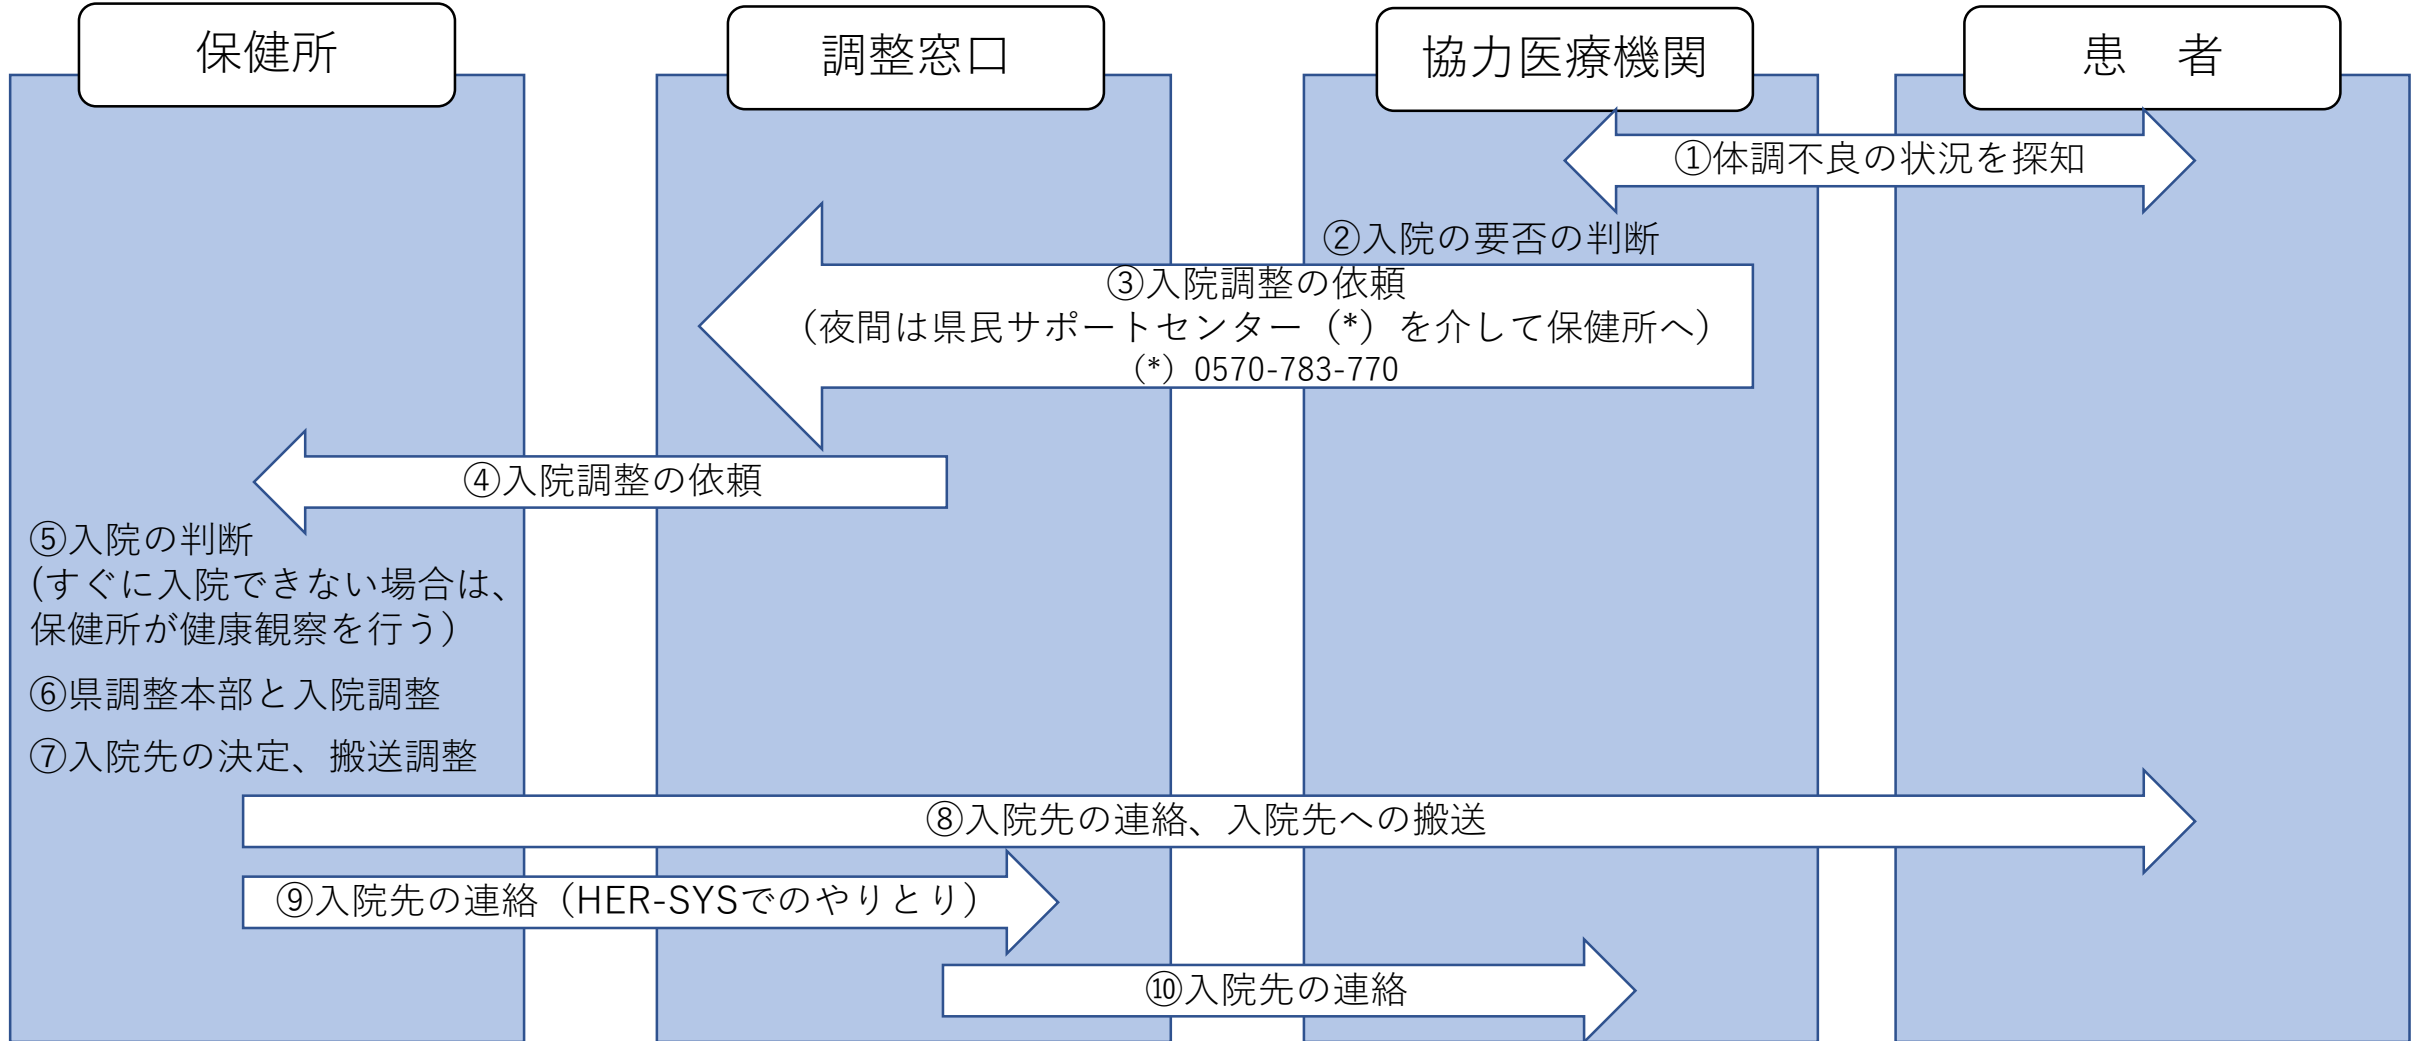 保健所
調整窓口
協力医療機関
患　者
①体調不良の状況を探知
②入院の要否の判断
③入院調整の依頼
（夜間は県民サポートセンター（*）を介して保健所へ）
（*）0570-783-770
④入院調整の依頼
⑤入院の判断
(すぐに入院できない場合は、
保健所が健康観察を行う）
⑥県調整本部と入院調整
⑦入院先の決定、搬送調整
⑧入院先の連絡、入院先への搬送
⑨入院先の連絡（HER-SYSでのやりとり）
⑩入院先の連絡